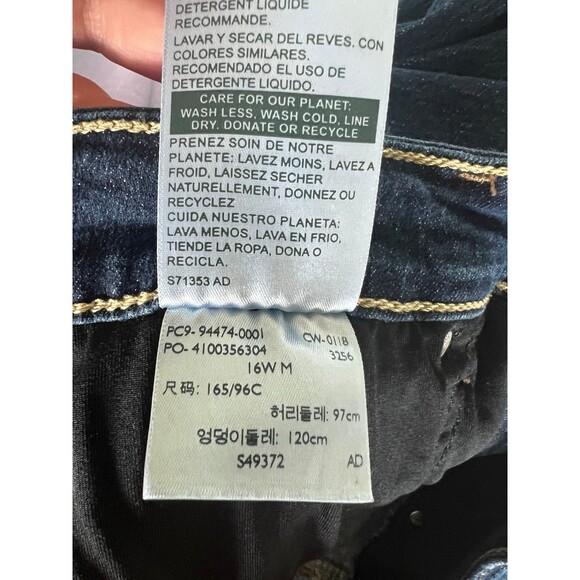 DETERGENT LIQUIDE
RECOMMANDE.
LAVAR Y SECAR DEL REVES. CON
COLORES SIMILARES.
RECOMENDADO EL USO DE
DETERGENTE LIQUIDO.
CARE FOR OUR PLANET:
WASH LESS, WASH COLD, LINE
DRY. DONATE OR RECYCLE
PRENEZ SOIN DE NOTRE
PLANETE: LAVEZ MOINS, LAVEZ A
FROID, LAISSEZ SECHER
NATURELLEMENT, DONNEZ OU
RECYCLEZ
CUIDA NUESTRO PLANETA:
LAVA MENOS, LAVA EN FRIO,
TIENDE LA ROPA, DONA O
RECICLA.
S71353 AD
PC9- 94474-0001 CW-011B
PO- 4100356304 3256
16W M
尺码: 165/96C
허리둘레: 97cm
엉덩이둘레: 120cm
S49372 AD